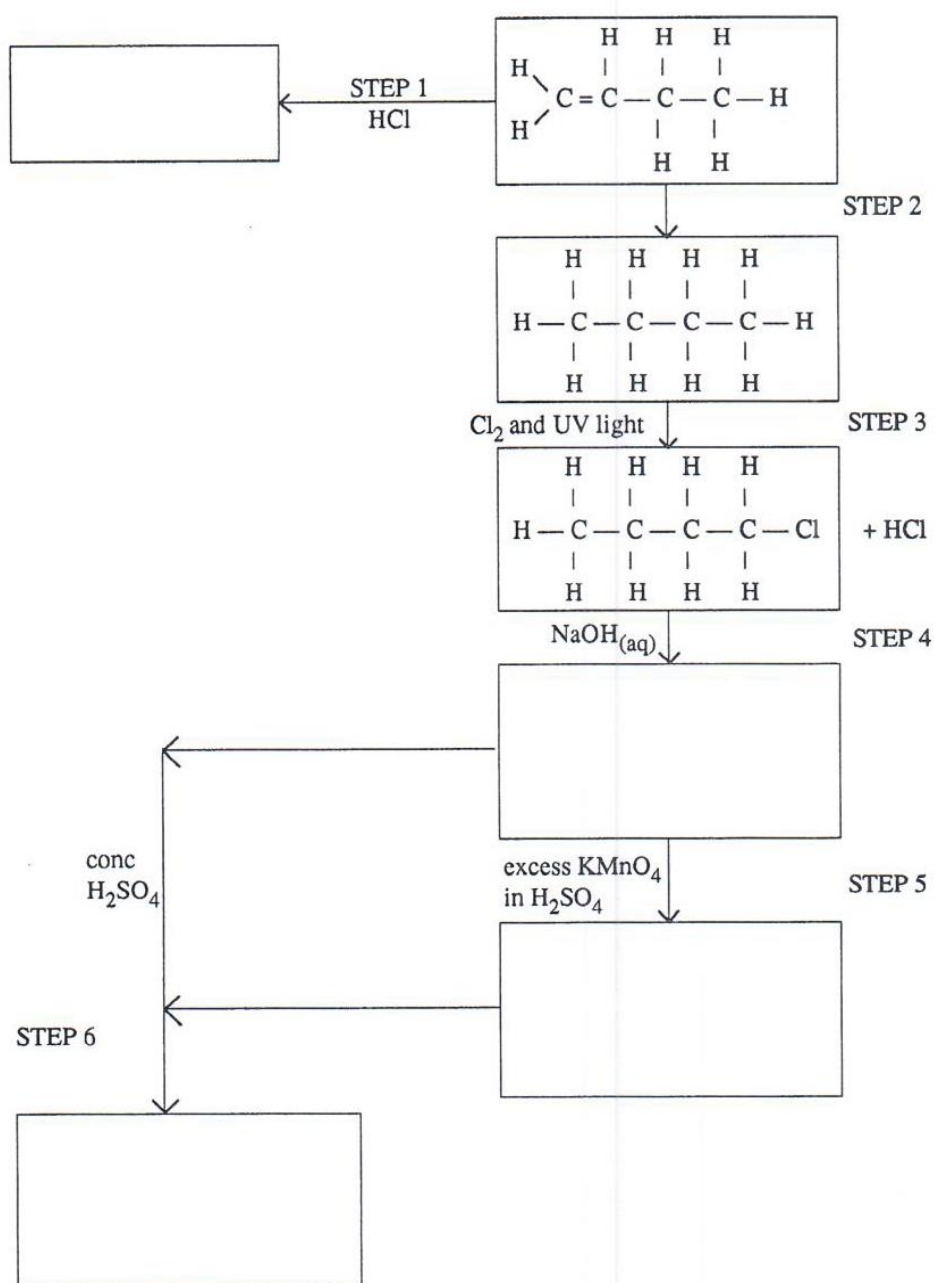 H H H
H
C = C — C — C — H
H
H H
STEP 1
HCl
STEP 2
H H H H
H — C — C — C — C — H
H H H H
Cl2 and UV light
STEP 3
H H H H
H — C — C — C — C — Cl + HCl
H H H H
NaOH(aq)
STEP 4
conc
H2SO4
excess KMnO4
in H2SO4
STEP 5
STEP 6